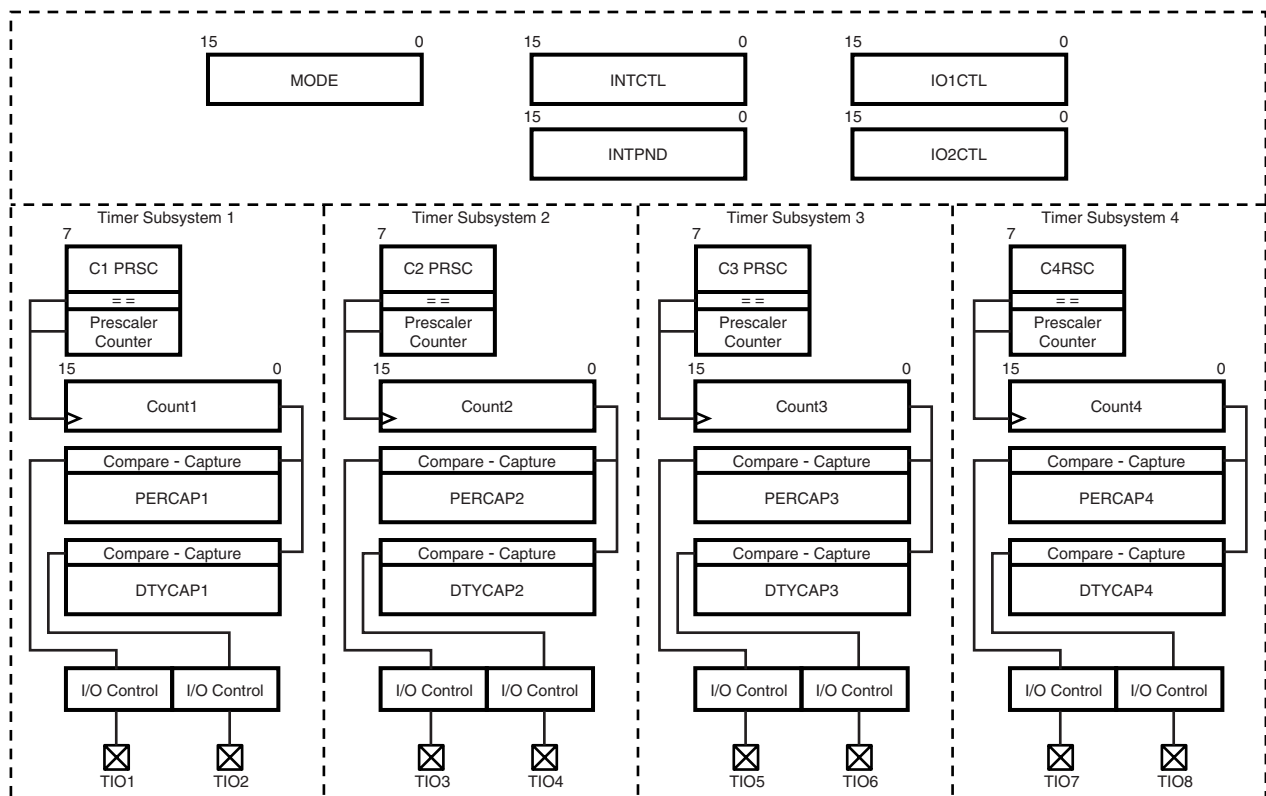 15 0 15 0 15 0
MODE INTCTL IO1CTL
15 0 15 0
INTPND IO2CTL
Timer Subsystem 1 Timer Subsystem 2 Timer Subsystem 3 Timer Subsystem 4
7 7 7 7
C1 PRSC C2 PRSC C3 PRSC C4RSC
= = = = = = = =
Prescaler Prescaler Prescaler Prescaler
Counter Counter Counter Counter
15 0 15 0 15 0 15 0
Count1 Count2 Count3 Count4
Compare - Capture Compare - Capture Compare - Capture Compare - Capture
PERCAP1 PERCAP2 PERCAP3 PERCAP4
Compare - Capture Compare - Capture Compare - Capture Compare - Capture
DTYCAP1 DTYCAP2 DTYCAP3 DTYCAP4
I/O Control I/O Control I/O Control I/O Control I/O Control I/O Control I/O Control I/O Control
TIO1 TIO2 TIO3 TIO4 TIO5 TIO6 TIO7 TIO8